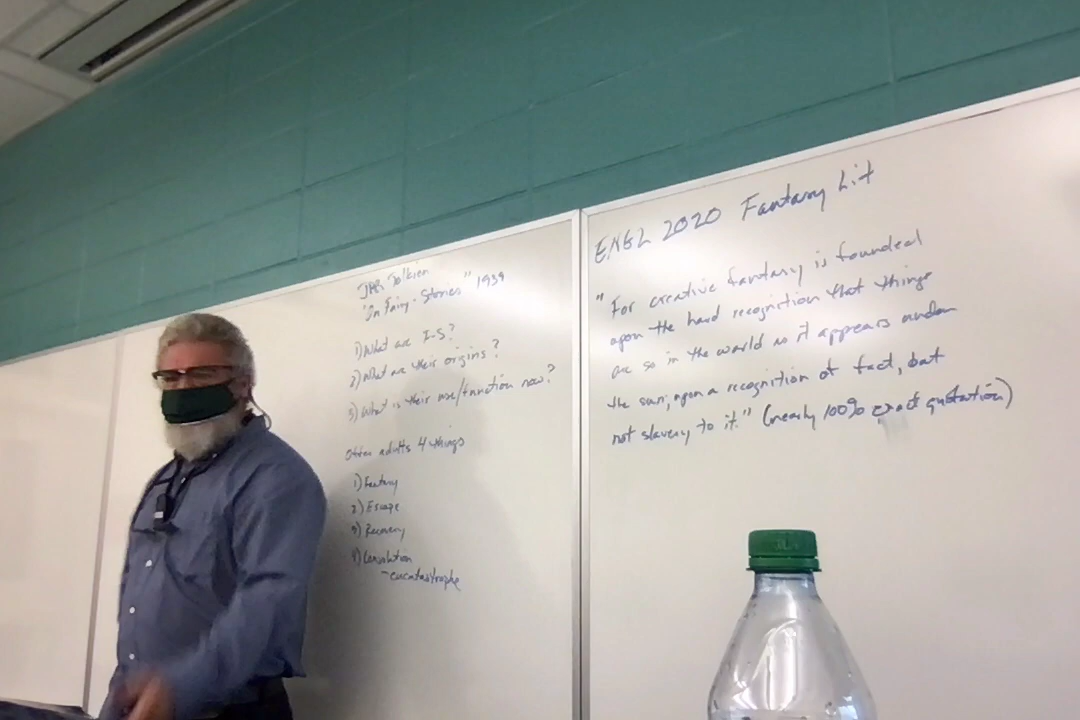 JRR Tolkien
"On Fairy-Stories" 1939
1) What are F-S?
2) What are their origins?
3) What is their use/function now?
Offer adults 4 things
1) Fantasy
2) Escape
3) Recovery
4) Consolation
-eucatastrophe
ENGL 2020 Fantasy Lit
"For creative fantasy is founded
upon the hard recognition that things
are so in the world as it appears under
the sun; upon a recognition of fact, but
not slavery to it." (nearly 100% exact quotation)